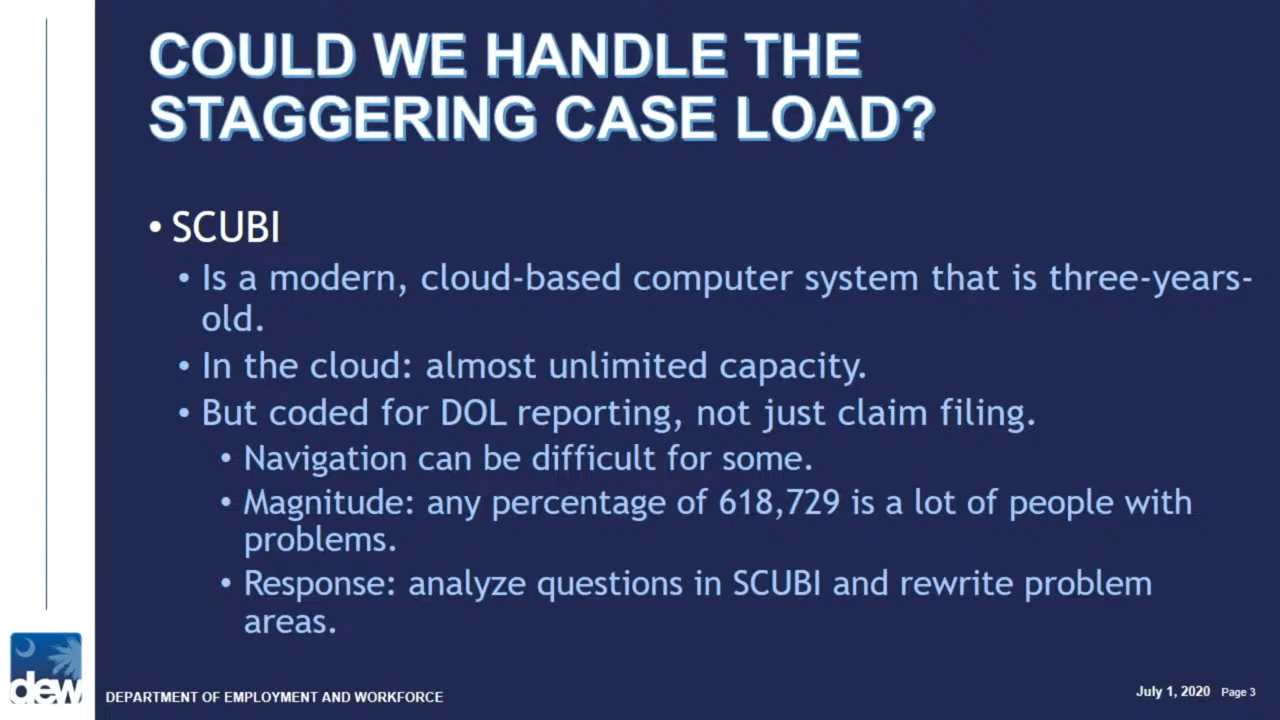 COULD WE HANDLE THE
STAGGERING CASE LOAD?
• SCUBI
• Is a modern, cloud-based computer system that is three-years-
old.
• In the cloud: almost unlimited capacity.
• But coded for DOL reporting, not just claim filing.
• Navigation can be difficult for some.
• Magnitude: any percentage of 618,729 is a lot of people with
problems.
• Response: analyze questions in SCUBI and rewrite problem
areas.
dew
DEPARTMENT OF EMPLOYMENT AND WORKFORCE
July 1, 2020 Page 3